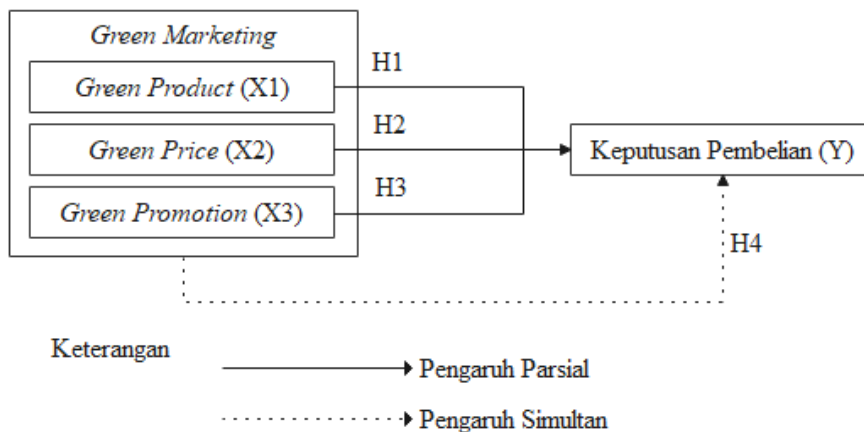 Green Marketing
Green Product (X1)
H1
Green Price (X2)
H2
Keputusan Pembelian (Y)
Green Promotion (X3)
H3
H4
Keterangan
Pengaruh Parsial
Pengaruh Simultan